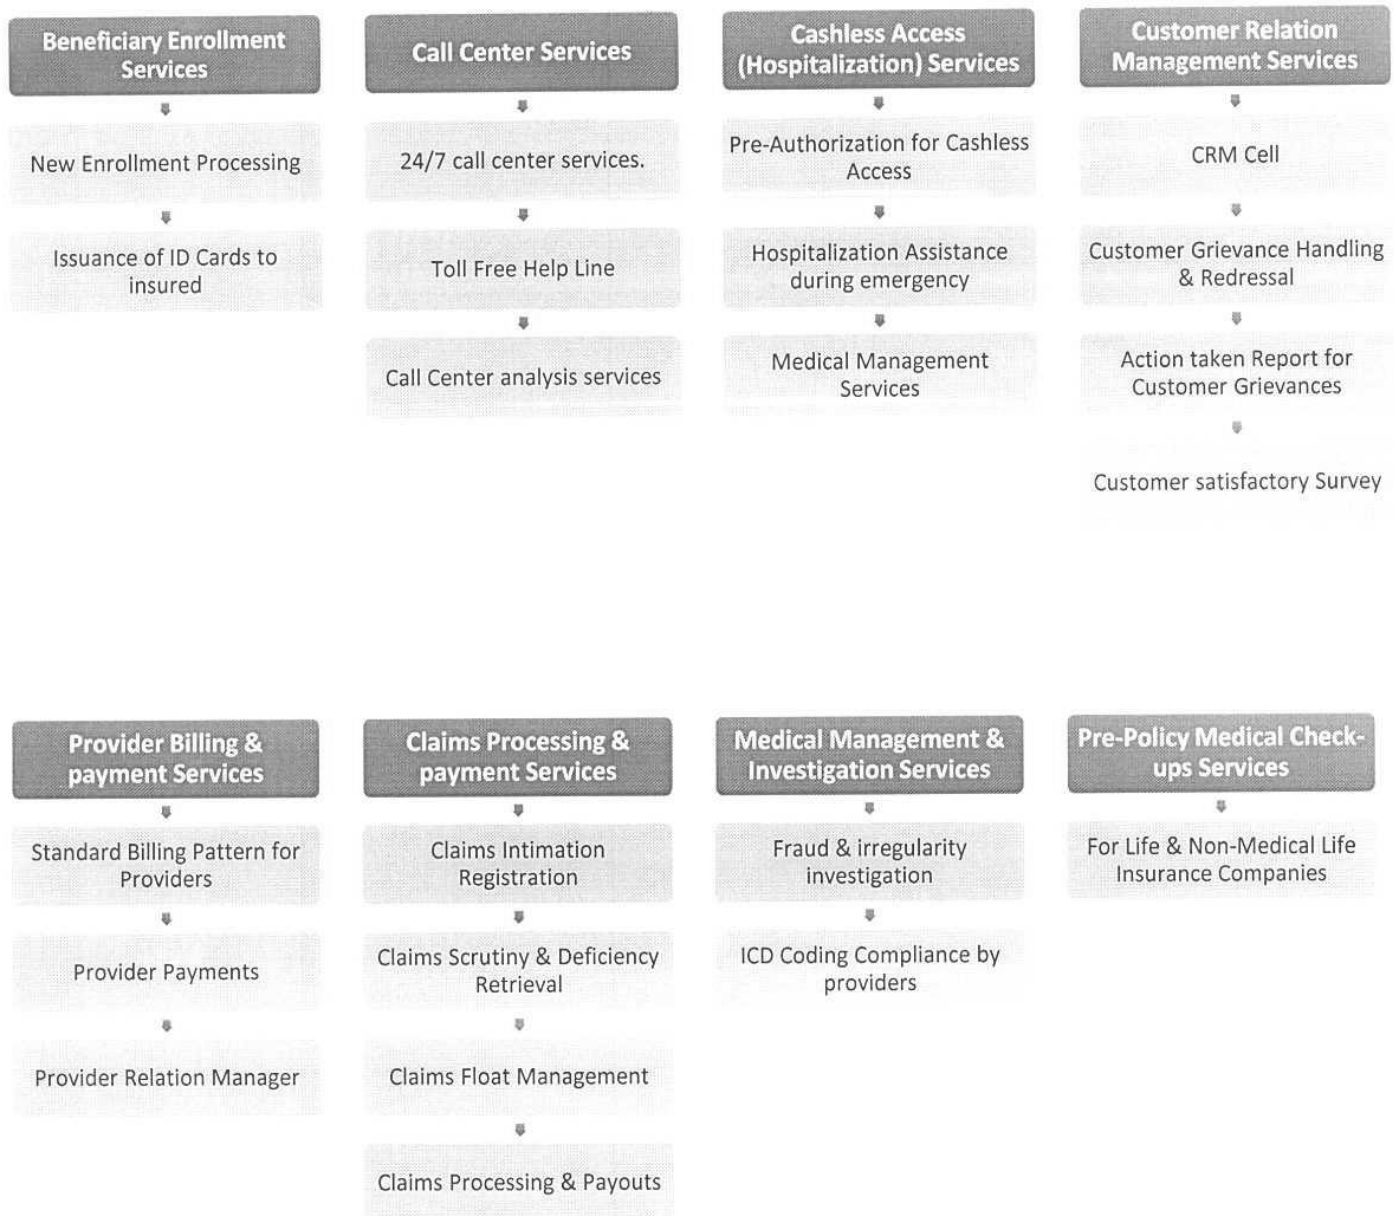 Beneficiary Enrollment
Services
New Enrollment Processing
Issuance of ID Cards to
insured
Call Center Services
24/7 call center services.
Toll Free Help Line
Call Center analysis services
Cashless Access
(Hospitalization) Services
Pre-Authorization for Cashless
Access
Hospitalization Assistance
during emergency
Medical Management
Services
Customer Relation
Management Services
CRM Cell
Customer Grievance Handling
& Redressal
Action taken Report for
Customer Grievances
Customer satisfactory Survey
Provider Billing &
payment Services
Standard Billing Pattern for
Providers
Provider Payments
Provider Relation Manager
Claims Processing &
payment Services
Claims Intimation
Registration
Claims Scrutiny & Deficiency
Retrieval
Claims Float Management
Claims Processing & Payouts
Medical Management &
Investigation Services
Fraud & irregularity
investigation
ICD Coding Compliance by
providers
Pre-Policy Medical Check-
ups Services
For Life & Non-Medical Life
Insurance Companies